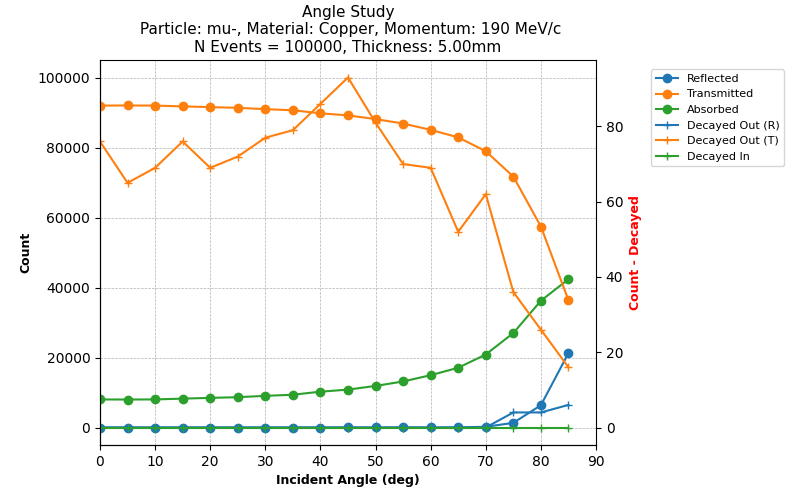 Angle Study
Particle: mu-, Material: Copper, Momentum: 190 MeV/c
N Events = 100000, Thickness: 5.00mm
100000
80000
60000
40000
20000
0
Count
0 10 20 30 40 50 60 70 80 90
Incident Angle (deg)
80
60
40
20
0
Count - Decayed
Reflected
Transmitted
Absorbed
Decayed Out (R)
Decayed Out (T)
Decayed In